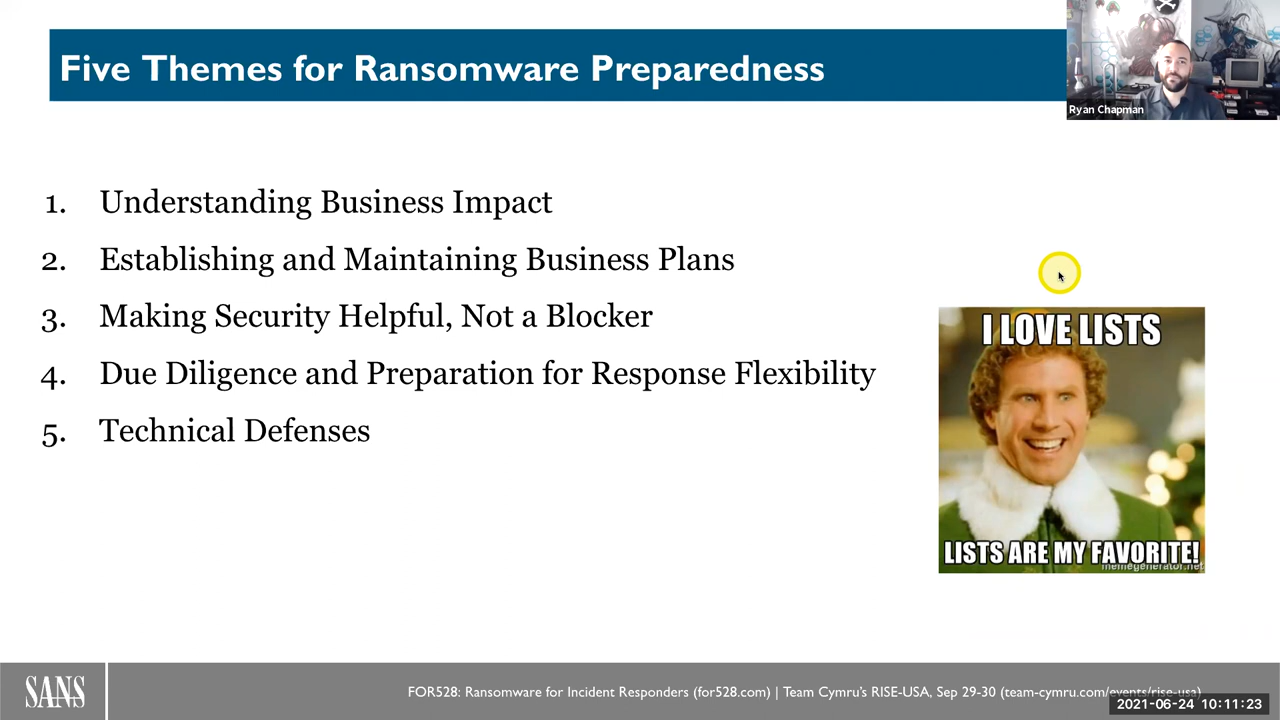 Five Themes for Ransomware Preparedness
Ryan Chapman
1. Understanding Business Impact
2. Establishing and Maintaining Business Plans
3. Making Security Helpful, Not a Blocker
4. Due Diligence and Preparation for Response Flexibility
5. Technical Defenses
I LOVE LISTS
LISTS ARE MY FAVORITE!
memegenerator.net
SANS
FOR528: Ransomware for Incident Responders (for528.com) | Team Cymru's RISE-USA, Sep 29-30 (team-cymru.com/events/rise-usa)
2021-06-24 10:11:23